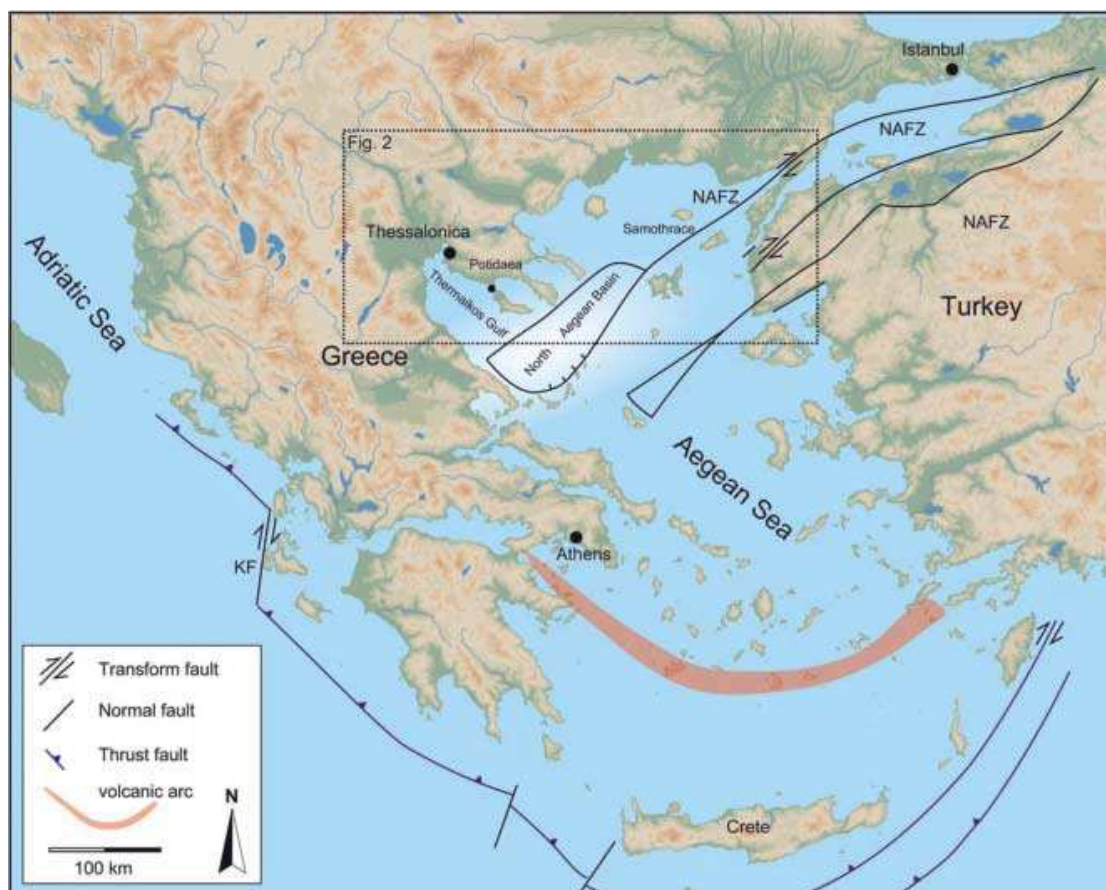 Istanbul
NAFZ
Fig. 2
NAFZ
Thessalonica
Samothrace
NAFZ
Potidaea
Adriatic Sea
Thermaikos Gulf
North Aegean Basin
Turkey
Greece
Aegean Sea
Athens
KF
Transform fault
Normal fault
Thrust fault
volcanic arc
N
100 km
Crete